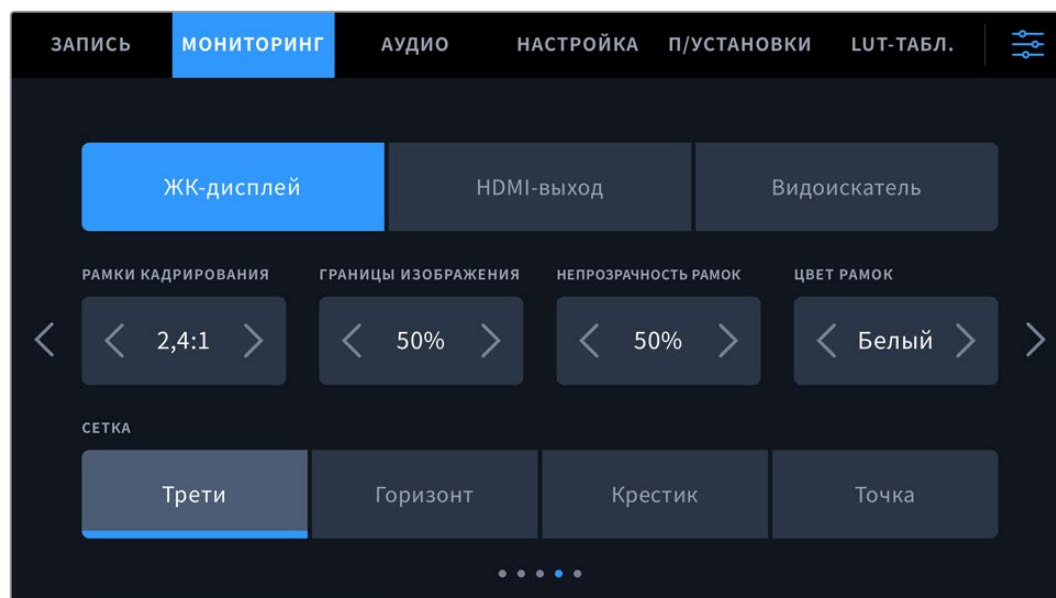 ЗАПИСЬ МОНИТОРИНГ АУДИО НАСТРОЙКА П/УСТАНОВКИ LUT-ТАБЛ.
ЖК-дисплей HDMI-выход Видоискатель
РАМКИ КАДРИРОВАНИЯ ГРАНИЦЫ ИЗОБРАЖЕНИЯ НЕПРОЗРАЧНОСТЬ РАМОК ЦВЕТ РАМОК
2,4:1 50% 50% Белый
СЕТКА
Трети Горизонт Крестик Точка